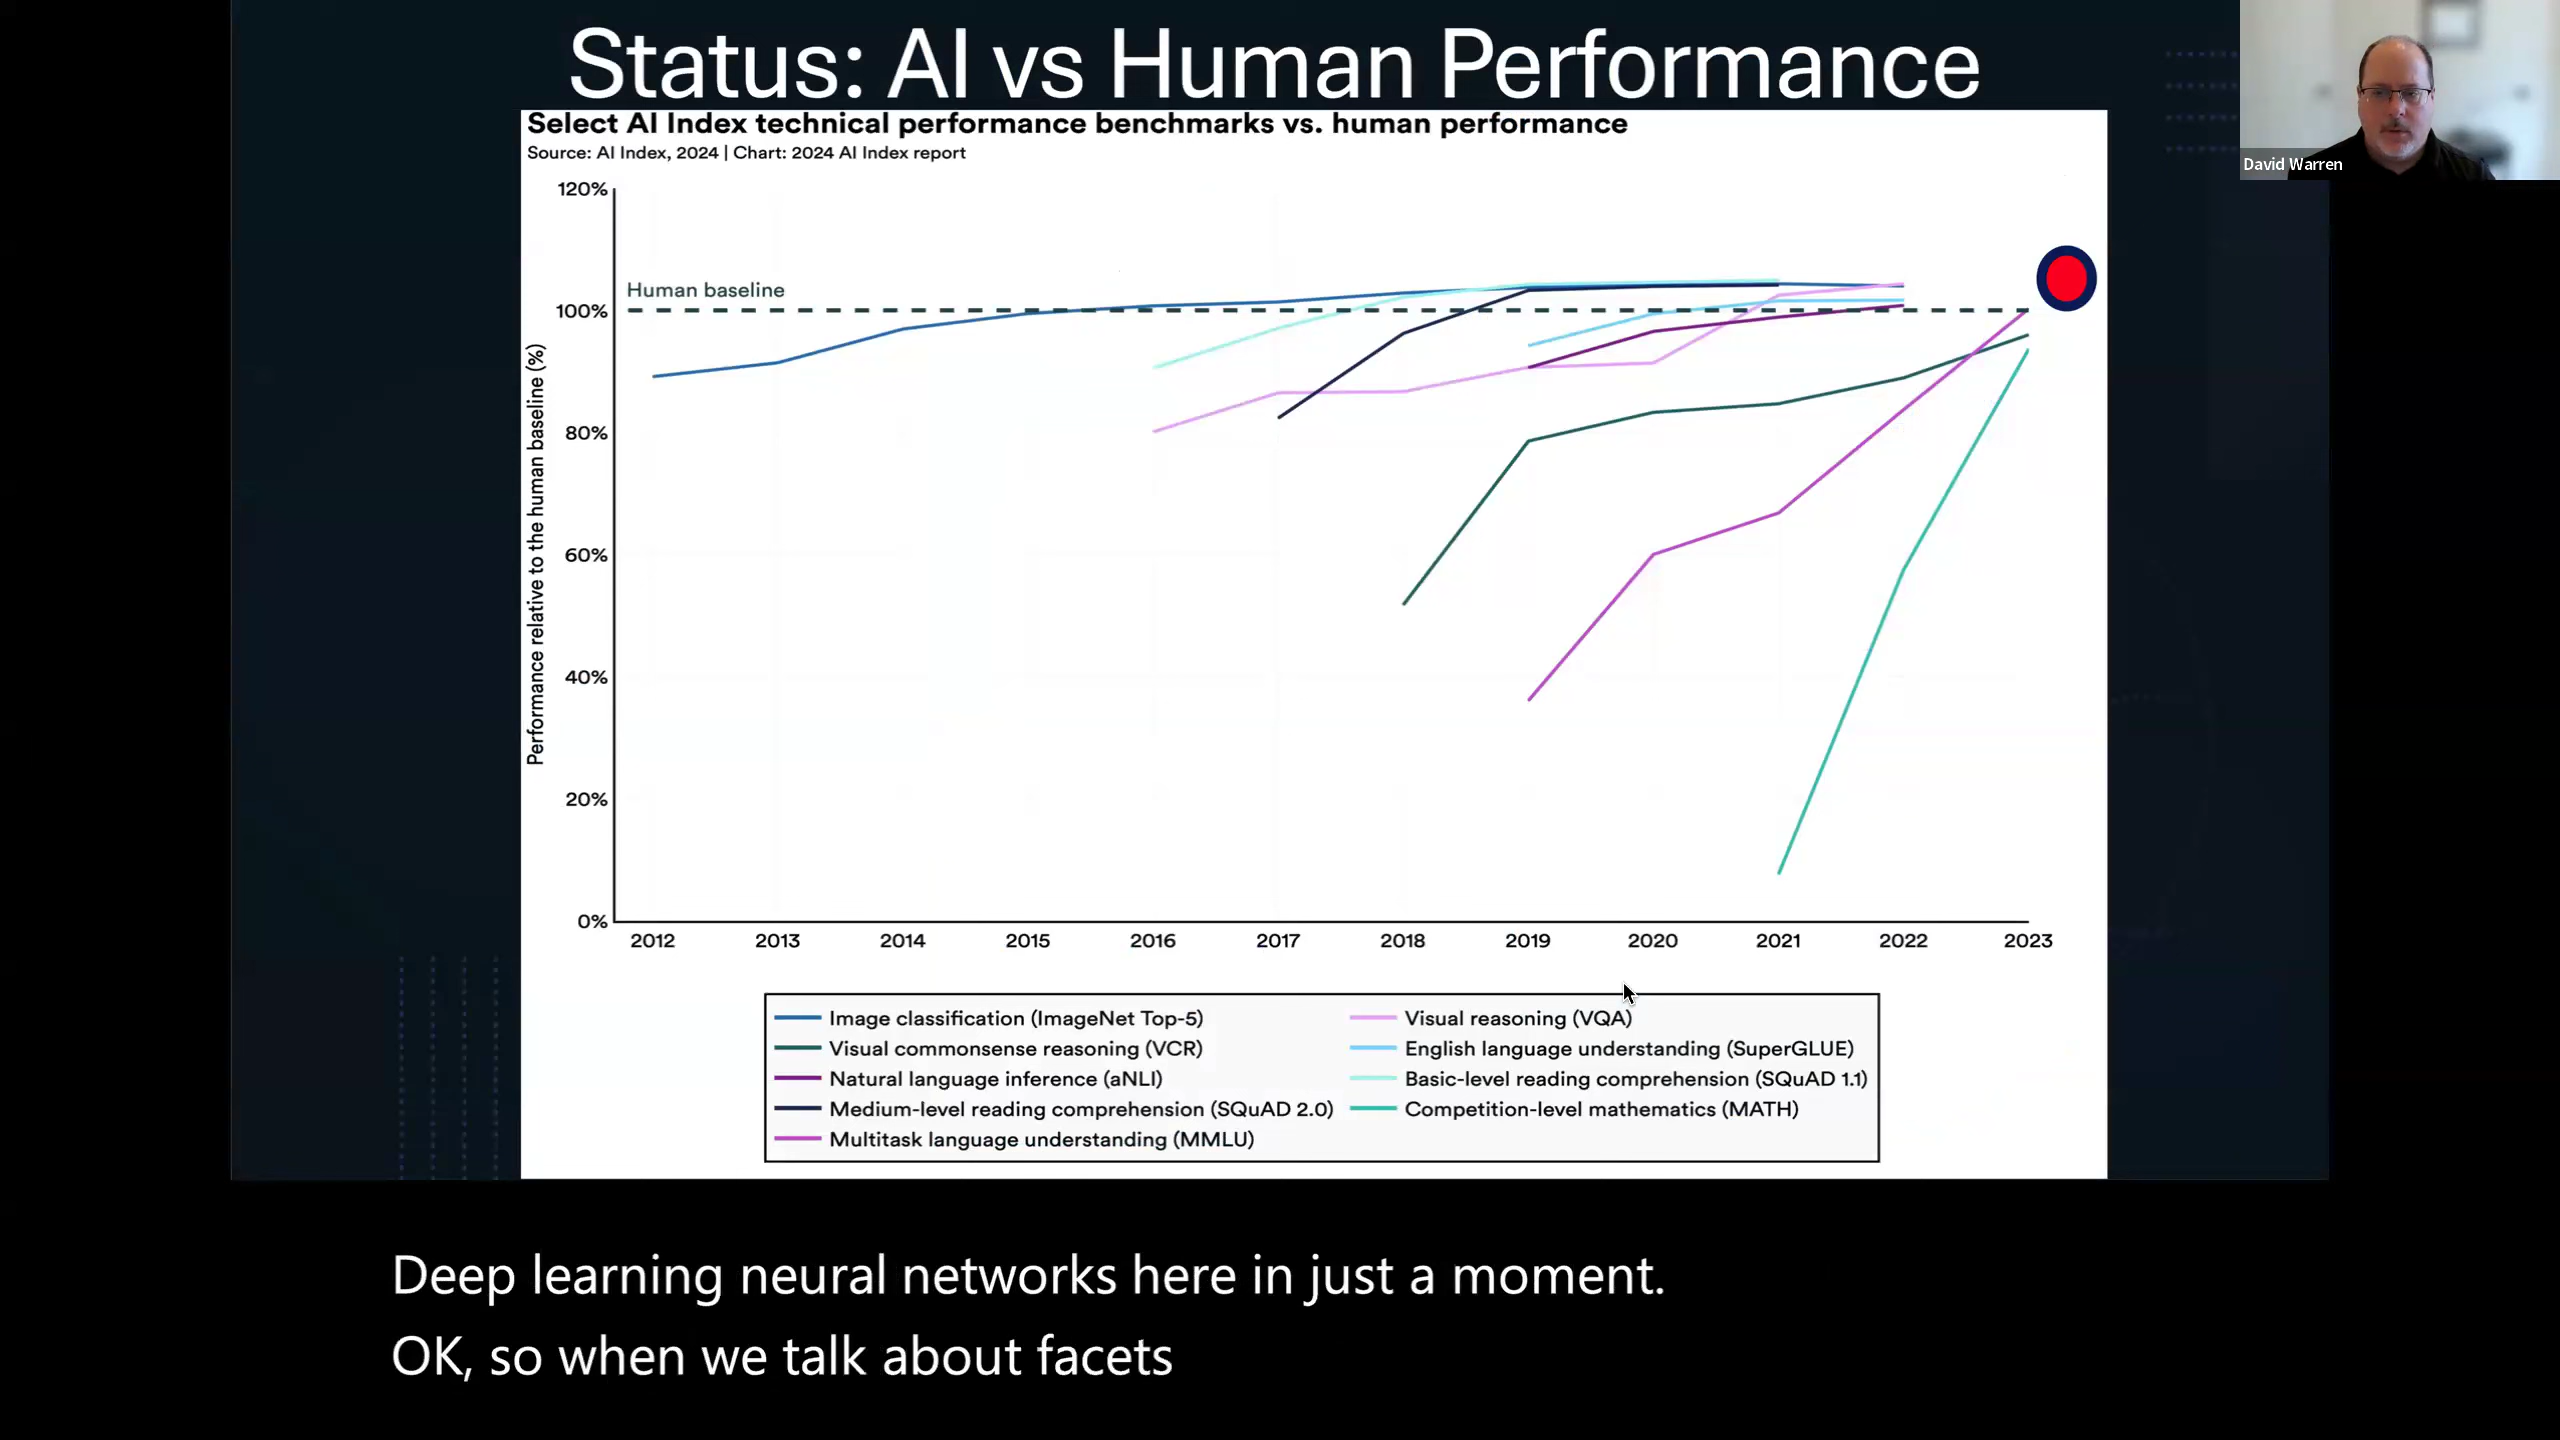 Status: AI vs Human Performance
David Warren
Select AI Index technical performance benchmarks vs. human performance
Source: AI Index, 2024 | Chart: 2024 AI Index report
120%
Human baseline
100%
80%
60%
40%
20%
0%
Performance relative to the human baseline (%)
2012 2013 2014 2015 2016 2017 2018 2019 2020 2021 2022 2023
Image classification (ImageNet Top-5)
Visual commonsense reasoning (VCR)
Natural language inference (aNLI)
Medium-level reading comprehension (SQuAD 2.0)
Multitask language understanding (MMLU)
Visual reasoning (VQA)
English language understanding (SuperGLUE)
Basic-level reading comprehension (SQuAD 1.1)
Competition-level mathematics (MATH)
Deep learning neural networks here in just a moment.
OK, so when we talk about facets